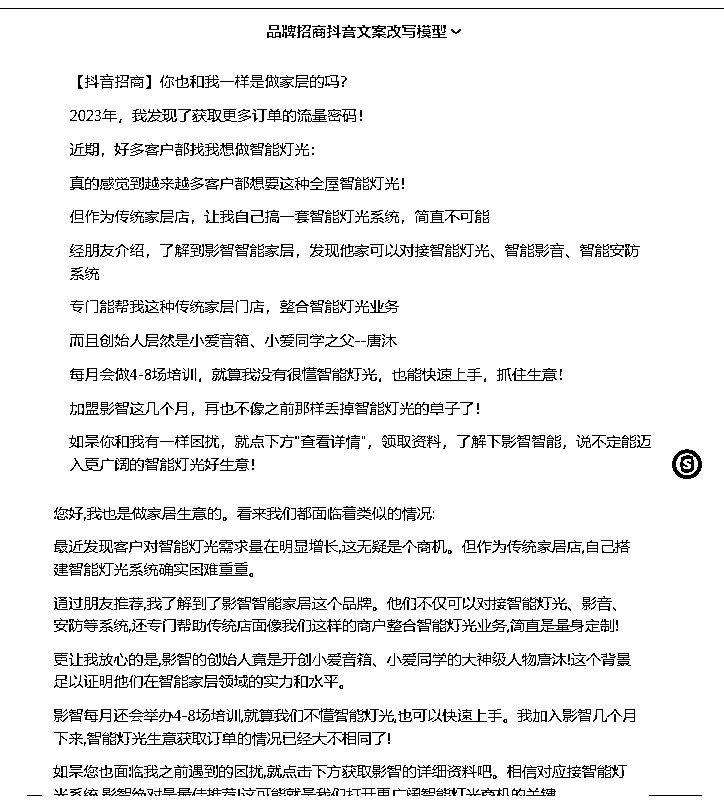 品牌招商抖音文案改写模型
【抖音招商】你也和我一样是做家居的吗?
2023年，我发现了获取更多订单的流量密码！
近期，好多客户都找我想做智能灯光：
真的感觉到越来越多客户都想要这种全屋智能灯光！
但作为传统家居店，让我自己搞一套智能灯光系统，简直不可能
经朋友介绍，了解到影智智能家居，发现他家可以对接智能灯光、智能影音、智能安防
系统
专门能帮我这种传统家居门店，整合智能灯光业务
而且创始人居然是小爱音箱、小爱同学之父--唐沐
每月会做4-8场培训，就算我没有很懂智能灯光，也能快速上手，抓住生意！
加盟影智这几个月，再也不像之前那样丢掉智能灯光的单子了！
如果你和我有一样困扰，就点下方"查看详情"，领取资料，了解下影智智能，说不定能迈
入更广阔的智能灯光好生意！
您好,我也是做家居生意的。看来我们都面临着类似的情况:
最近发现客户对智能灯光需求量在明显增长,这无疑是个商机。但作为传统家居店,自己搭
建智能灯光系统确实困难重重。
通过朋友推荐,我了解到了影智智能家居这个品牌。他们不仅可以对接智能灯光、影音、
安防等系统,还专门帮助传统店面像我们这样的商户整合智能灯光业务,简直是量身定制!
更让我放心的是,影智的创始人竟是开创小爱音箱、小爱同学的大神级人物唐沐!这个背景
足以证明他们在智能家居领域的实力和水平。
影智每月还会举办4-8场培训,就算我们不懂智能灯光,也可以快速上手。我加入影智几个月
下来,智能灯光生意获取订单的情况已经大不相同了!
如果您也面临我之前遇到的困扰,就点击下方获取影智的详细资料吧。相信对应接智能灯
光系统,影智绝对是最佳推荐!这可能就是我们打开更广阔智能灯光商机的关键